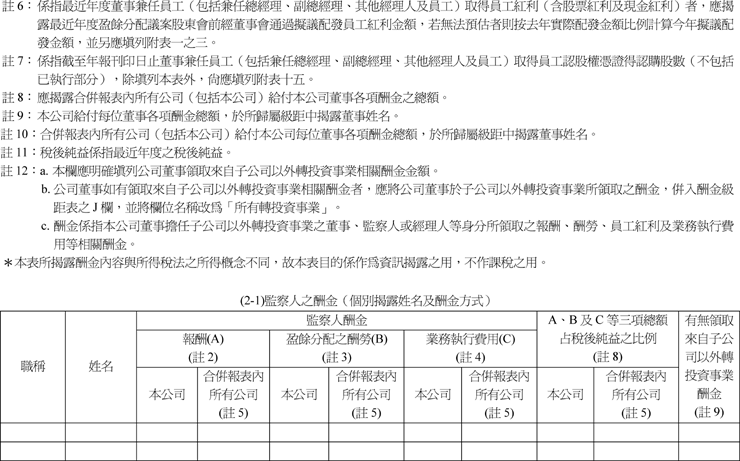 註 6：係指最近年度董事兼任員工（包括兼任總經理、副總經理、其他經理人及員工）取得員工紅利（含股票紅利及現金紅利）者，應揭
露最近年度盈餘分配議案股東會前經董事會通過擬議配發員工紅利金額，若無法預估者則按去年實際配發金額比例計算今年擬議配
發金額，並另應填列附表一之三。
註 7：係指截至年報刊印日止董事兼任員工（包括兼任總經理、副總經理、其他經理人及員工）取得員工認股權憑證得認購股數（不包括
已執行部分），除填列本表外，尚應填列附表十五。
註 8：應揭露合併報表內所有公司（包括本公司）給付本公司董事各項酬金之總額。
註 9：本公司給付每位董事各項酬金總額，於所歸屬級距中揭露董事姓名。
註 10：合併報表內所有公司（包括本公司）給付本公司每位董事各項酬金總額，於所歸屬級距中揭露董事姓名。
註 11：稅後純益係指最近年度之稅後純益。
註 12：a. 本欄應明確填列公司董事領取來自子公司以外轉投資事業相關酬金金額。
b. 公司董事如有領取來自子公司以外轉投資事業相關酬金者，應將公司董事於子公司以外轉投資事業所領取之酬金，併入酬金級
距表之 J 欄，並將欄位名稱改為「所有轉投資事業」。
c. 酬金係指本公司董事擔任子公司以外轉投資事業之董事、監察人或經理人等身分所領取之報酬、酬勞、員工紅利及業務執行費
用等相關酬金。
＊本表所揭露酬金內容與所得稅法之所得概念不同，故本表目的係作為資訊揭露之用，不作課稅之用。
(2-1)監察人之酬金（個別揭露姓名及酬金方式）
職稱
姓名
監察人酬金
報酬(A)
(註 2)
盈餘分配之酬勞(B)
(註 3)
業務執行費用(C)
(註 4)
A、B 及 C 等三項總額
占稅後純益之比例
(註 8)
有無領取
來自子公
司以外轉
投資事業
酬金
(註 9)
本公司
合併報表內
所有公司
(註 5)
本公司
合併報表內
所有公司
(註 5)
本公司
合併報表內
所有公司
(註 5)
本公司
合併報表內
所有公司
(註 5)